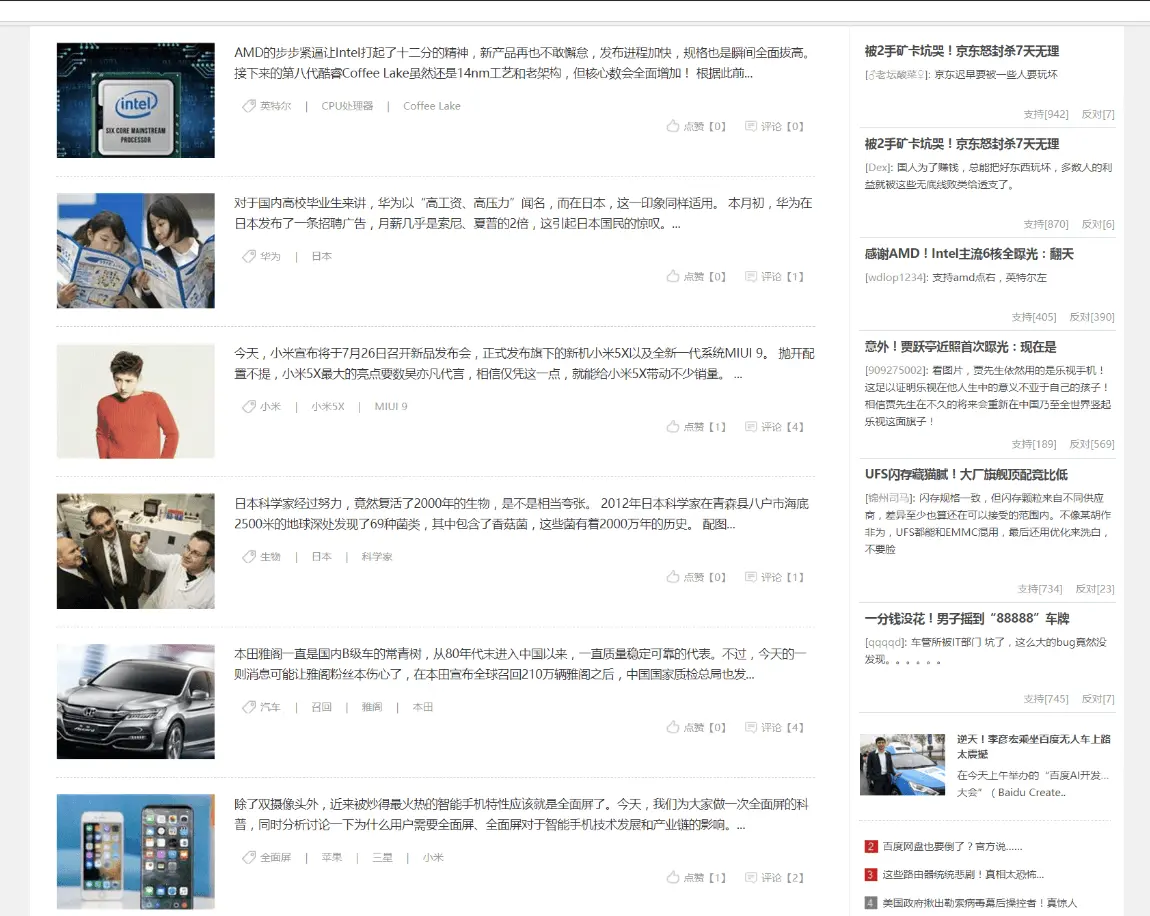 AMD的步步紧逼让Intel打起了十二分的精神，新产品再也不敢懈怠，发布进程加快，规格也是瞬间全面拔高。
接下来的第八代酷睿Coffee Lake虽然还是14nm工艺和老架构，但核心数会全面增加！ 根据此前...
intel
SIX CORE MAINSTREAM
PROCESSOR
英特尔 | CPU处理器 | Coffee Lake
点赞【0】 评论【0】
对于国内高校毕业生来讲，华为以“高工资、高压力”闻名，而在日本，这一印象同样适用。 本月初，华为在
日本发布了一条招聘广告，月薪几乎是索尼、夏普的2倍，这引起日本国民的惊叹。...
华为 | 日本
点赞【0】 评论【1】
今天，小米宣布将于7月26日召开新品发布会，正式发布旗下的新机小米5X以及全新一代系统MIUI 9。 抛开配
置不提，小米5X最大的亮点要数吴亦凡代言，相信仅凭这一点，就能给小米5X带动不少销量。 ...
小米 | 小米5X | MIUI 9
点赞【1】 评论【4】
日本科学家经过努力，竟然复活了2000年的生物，是不是相当夸张。 2012年日本科学家在青森县八户市海底
2500米的地球深处发现了69种菌类，其中包含了香菇菌，这些菌有着2000万年的历史。 配图...
生物 | 日本 | 科学家
点赞【0】 评论【1】
本田雅阁一直是国内B级车的常青树，从80年代末进入中国以来，一直质量稳定可靠的代表。不过，今天的一
则消息可能让雅阁粉丝本伤心了，在本田宣布全球召回210万辆雅阁之后，中国国家质检总局也发...
汽车 | 召回 | 雅阁 | 本田
点赞【0】 评论【4】
除了双摄像头外，近来被炒得最火热的智能手机特性应该就是全面屏了。今天，我们为大家做一次全面屏的科
普，同时分析讨论一下为什么用户需要全面屏、全面屏对于智能手机技术发展和产业链的影响。...
全面屏 | 苹果 | 三星 | 小米
点赞【1】 评论【2】
被2手矿卡坑哭！京东怒封杀7天无理
[♂老坛酸菜♀]: 京东迟早要被一些人要玩坏
支持[942] 反对[7]
被2手矿卡坑哭！京东怒封杀7天无理
[Dex]: 国人为了赚钱，总能把好东西玩坏，多数人的利
益就被这些无底线败类给透支了。
支持[870] 反对[6]
感谢AMD！Intel主流6核全曝光：翻天
[wdlop1234]: 支持amd点右，英特尔左
支持[405] 反对[390]
意外！贾跃亭近照首次曝光：现在是
[909275002]: 看图片，贾先生依然用的是乐视手机！
这足以证明乐视在他人生中的意义不亚于自己的孩子！
相信贾先生在不久的将来会重新在中国乃至全世界竖起
乐视这面旗子！
支持[189] 反对[569]
UFS闪存藏猫腻！大厂旗舰顶配竞比低
[锦州司马]: 闪存规格一致，但闪存颗粒来自不同供应
商，差异至少也算还在可以接受的范围内。不像某胡作
非为，UFS都能和EMMC混用，最后还用优化来洗白，
不要脸
支持[734] 反对[23]
一分钱没花！男子摇到“88888”车牌
[qqqqd]: 车管所被IT部门 坑了，这么大的bug竟然没
发现。。。。。。
支持[745] 反对[7]
逆天！李彦宏乘坐百度无人车上路
太震撼
在今天上午举办的“百度AI开发...
大会”（Baidu Create..
2 百度网盘也要倒了？官方说......
3 这些路由器统统悲剧！真相太恐怖...
4 美国政府揪出勒索病毒幕后操控者！真惊人